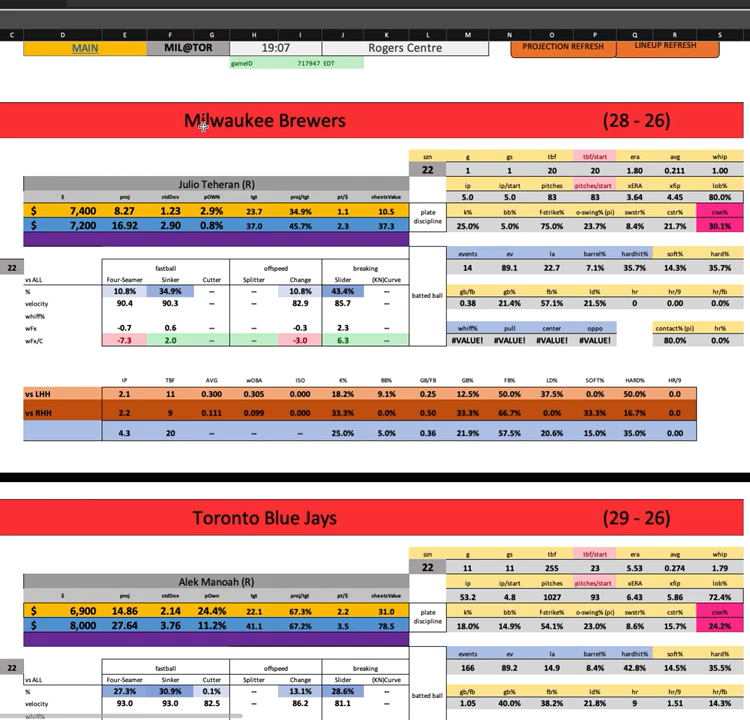 C D E F G H I J K L M N O P Q R S
MAIN MIL@TOR 19:07 Rogers Centre PROJECTION REFRESH LINEUP REFRESH
gameID 717947 EDT
Milwaukee Brewers (28 - 26)
szn g gs tbf tbf/start era avg whip
22 1 1 20 20 1.80 0.211 1.00
Julio Teheran (R) ip ip/start pitches pitches/start xERA xfip lob%
$ proj stdDev pOWN tgt proj/tgt pt/$ sheetsValue 5.0 5.0 83 83 3.64 4.45 80.0%
$ 7,400 8.27 1.23 2.9% 23.7 34.9% 1.1 10.5 plate discipline k% bb% f-strike% o-swing% (pi) swstr% cstr% csw%
$ 7,200 16.92 2.90 0.8% 37.0 45.7% 2.3 37.3 25.0% 5.0% 75.0% 23.7% 8.4% 21.7% 30.1%
events ev la barrel% hardhit% soft% hard%
22 fastball offspeed breaking 14 89.1 22.7 7.1% 35.7% 14.3% 35.7%
vs ALL Four-Seamer Sinker Cutter Splitter Change Slider (KN)Curve
% 10.8% 34.9% -- -- 10.8% 43.4% -- batted ball gb/fb gb% fb% ld% hr hr/9 hr/fb
velocity 90.4 90.3 -- -- 82.9 85.7 -- 0.38 21.4% 57.1% 21.5% 0 0.00 0.0%
whiff%
wFx -0.7 0.6 -- -- -0.3 2.3 -- whiff% pull center oppo contact% (pi) hr%
wFx/C -7.3 2.0 -- -- -3.0 6.3 -- #VALUE! #VALUE! #VALUE! #VALUE! 80.0% 0.0%
IP TBF AVG wOBA ISO K% BB% GB/FB GB% FB% LD% SOFT% HARD% HR/9
vs LHH 2.1 11 0.300 0.305 0.000 18.2% 9.1% 0.25 12.5% 50.0% 37.5% 0.0% 50.0% 0.0
vs RHH 2.2 9 0.111 0.099 0.000 33.3% 0.0% 0.50 33.3% 66.7% 0.0% 33.3% 16.7% 0.0
4.3 20 -- -- -- 25.0% 5.0% 0.36 21.9% 57.5% 20.6% 15.0% 35.0% 0.00
Toronto Blue Jays (29 - 26)
szn g gs tbf tbf/start era avg whip
22 11 11 255 23 5.53 0.274 1.79
Alek Manoah (R) ip ip/start pitches pitches/start xERA xfip lob%
$ proj stdDev pOwn tgt proj/tgt pt/$ sheetsValue 53.2 4.8 1027 93 6.43 5.86 72.4%
$ 6,900 14.86 2.14 24.4% 22.1 67.3% 2.2 31.0 plate discipline k% bb% f-strike% o-swing% (pi) swstr% cstr% csw%
$ 8,000 27.64 3.76 11.2% 41.1 67.2% 3.5 78.5 18.0% 14.9% 54.1% 23.0% 8.6% 15.7% 24.2%
events ev la barrel% hardhit% soft% hard%
22 fastball offspeed breaking 166 89.2 14.9 8.4% 42.8% 14.5% 35.5%
vs ALL Four-Seamer Sinker Cutter Splitter Change Slider (KN)Curve
% 27.3% 30.9% 0.1% -- 13.1% 28.6% -- batted ball gb/fb gb% fb% ld% hr hr/9 hr/fb
velocity 93.0 93.0 82.5 -- 86.2 81.1 -- 1.05 40.0% 38.2% 21.8% 9 1.51 14.3%
whiff%